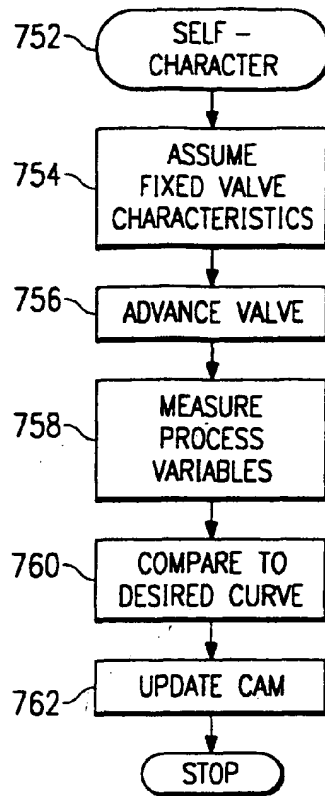 752
SELF-
CHARACTER
754
ASSUME
FIXED VALVE
CHARACTERISTICS
756
ADVANCE VALVE
758
MEASURE
PROCESS
VARIABLES
760
COMPARE TO
DESIRED CURVE
762
UPDATE CAM
STOP